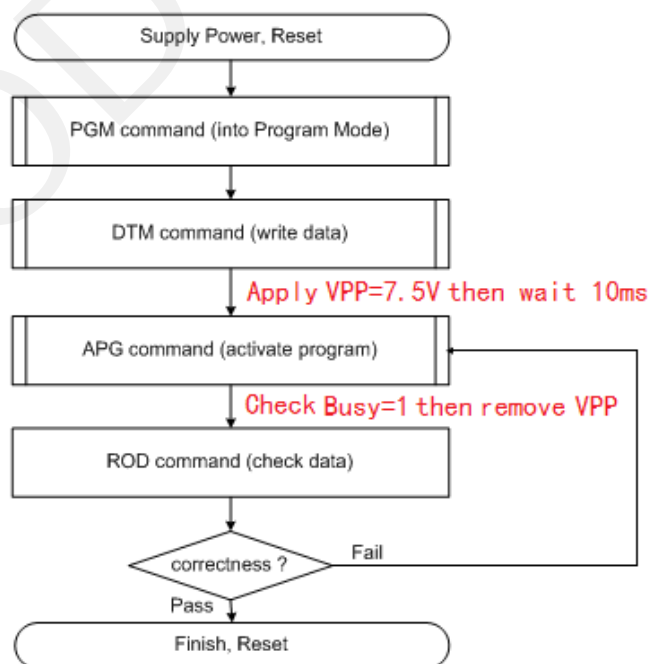 Supply Power, Reset
PGM command (into Program Mode)
DTM command (write data)
Apply VPP=7.5V then wait 10ms
APG command (activate program)
Check Busy=1 then remove VPP
ROD command (check data)
correctness ?
Fail
Pass
Finish, Reset